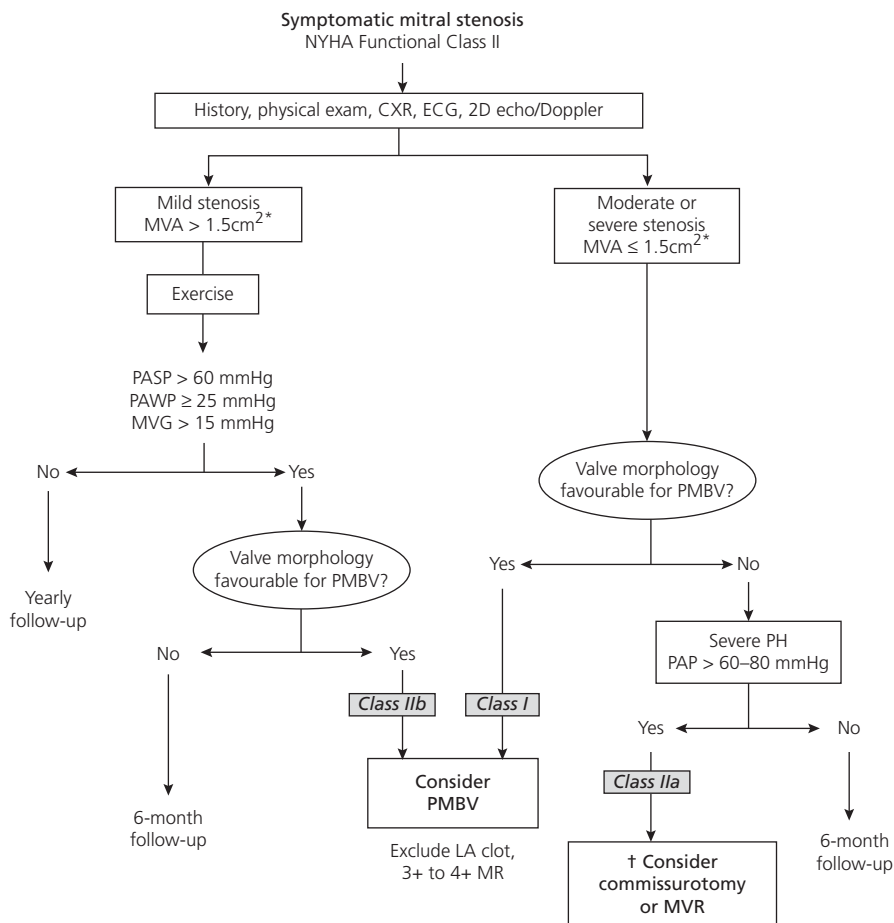 Symptomatic mitral stenosis
NYHA Functional Class II
History, physical exam, CXR, ECG, 2D echo/Doppler
Mild stenosis
MVA > 1.5cm2*
Moderate or
severe stenosis
MVA ≤ 1.5cm2*
Exercise
PASP > 60 mmHg
PAWP ≥ 25 mmHg
MVG > 15 mmHg
No
Yes
Valve morphology
favourable for PMBV?
Yearly
follow-up
No
Yes
Class IIb
6-month
follow-up
Valve morphology
favourable for PMBV?
Yes
No
Class I
Consider
PMBV
Exclude LA clot,
3+ to 4+ MR
Severe PH
PAP > 60–80 mmHg
Yes
No
Class IIa
† Consider
commissurotomy
or MVR
6-month
follow-up